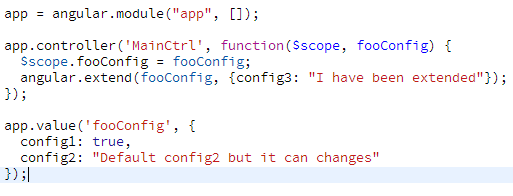 app = angular.module("app", []);
app.controller('MainCtrl', function($scope, fooConfig) {
  $scope.fooConfig = fooConfig;
  angular.extend(fooConfig, {config3: "I have been extended"});
});
app.value('fooConfig', {
  config1: true,
  config2: "Default config2 but it can changes"
});